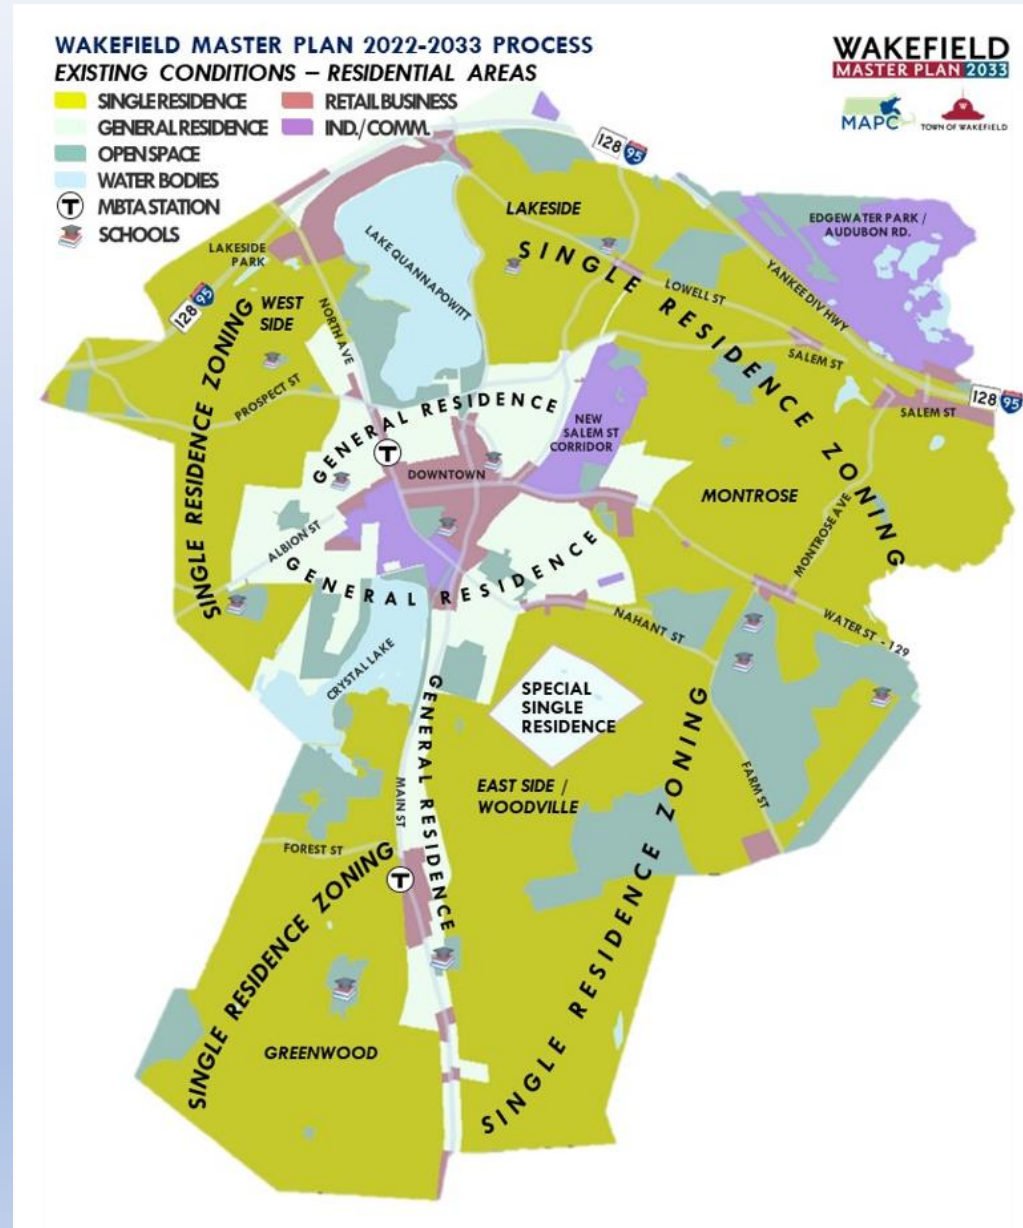 WAKEFIELD MASTER PLAN 2022-2033 PROCESS
EXISTING CONDITIONS – RESIDENTIAL AREAS
SINGLE RESIDENCE
RETAIL BUSINESS
GENERAL RESIDENCE
IND./COMM.
OPEN SPACE
WATER BODIES
T
MBTA STATION
SCHOOLS
WAKEFIELD
MASTER PLAN 2033
MAPC
W
TOWN OF WAKEFIELD
128
95
LAKESIDE
EDGEWATER PARK /
AUDUBON RD.
LAKESIDE
PARK
LAKE QUANNAPOWITT
SINGLE RESIDENCE ZONING
LOWELL ST
YANKEE DIV HWY
128
95
WEST
SIDE
NORTH AVE
SALEM ST
SINGLE RESIDENCE ZONING
PROSPECT ST
128
95
SALEM ST
GENERAL RESIDENCE
NEW
SALEM ST
CORRIDOR
T
DOWNTOWN
MONTROSE
MONTROSE AVE
ALBION ST
GENERAL RESIDENCE
NAHANT ST
WATER ST - 129
CRYSTAL LAKE
SPECIAL
SINGLE
RESIDENCE
GENERAL RESIDENCE
SINGLE RESIDENCE ZONING
EAST SIDE /
WOODVILLE
FARM ST
MAIN ST
FOREST ST
SINGLE RESIDENCE ZONING
T
GREENWOOD